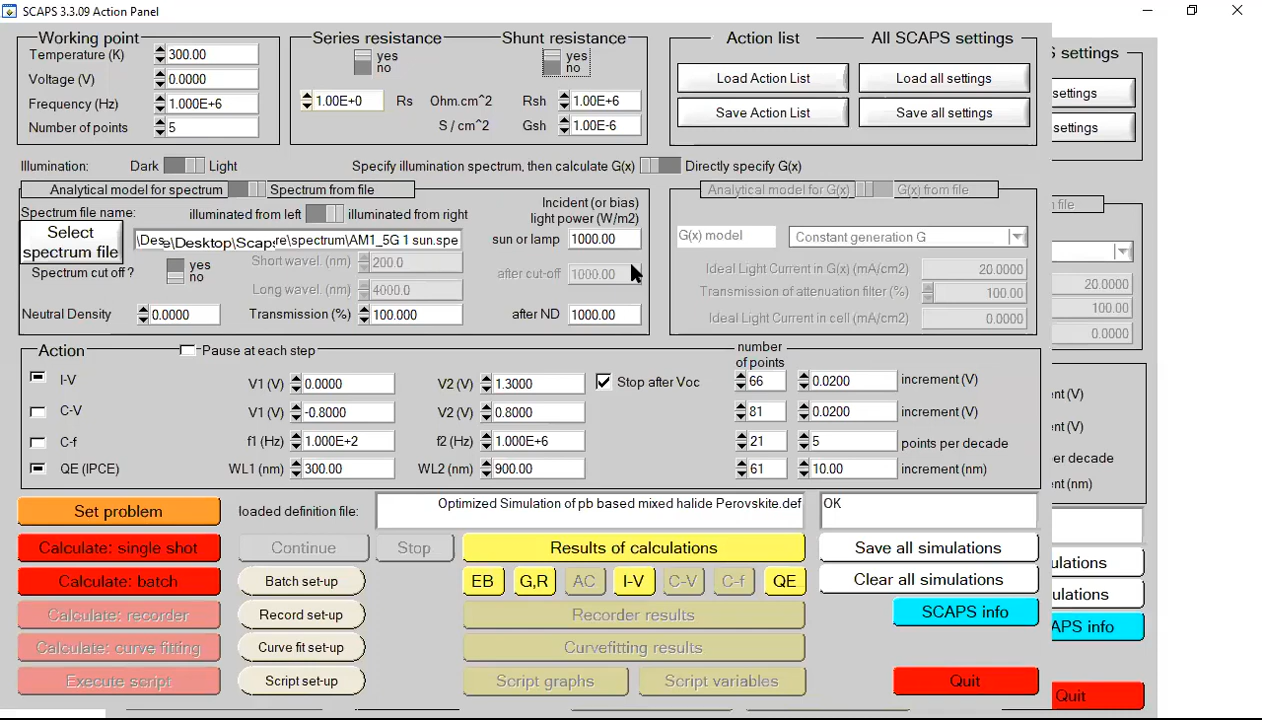 SCAPS 3.3.09 Action Panel
Working point
Temperature (K) 300.00
Voltage (V) 0.0000
Frequency (Hz) 1.000E+6
Number of points 5
Series resistance
yes
no
Shunt resistance
yes
no
1.00E+0 Rs Ohm.cm^2 Rsh 1.00E+6
S / cm^2 Gsh 1.00E-6
Action list
All SCAPS settings
Load Action List
Load all settings
Save Action List
Save all settings
settings
settings
settings
Illumination: Dark Light
Specify illumination spectrum, then calculate G(x) Directly specify G(x)
Analytical model for spectrum Spectrum from file
Analytical model for G(x) G(x) from file
file
Spectrum file name:
illuminated from left illuminated from right
Incident (or bias)
light power (W/m2)
Select
spectrum file
re\spectrum\AM1_5G 1 sun.spe
sun or lamp 1000.00
G(x) model Constant generation G
Spectrum cut off? yes
no
Short wavel. (nm) 200.0
after cut-off 1000.00
Ideal Light Current in G(x) (mA/cm2) 20.0000
20.0000
Long wavel. (nm) 4000.0
Transmission of attenuation filter (%) 100.00
100.00
Neutral Density 0.0000
Transmission (%) 100.000
after ND 1000.00
Ideal Light Current in cell (mA/cm2) 0.0000
0.0000
Action
Pause at each step
number
of points
I-V V1 (V) 0.0000 V2 (V) 1.3000 Stop after Voc 66 0.0200 increment (V)
nt (V)
C-V V1 (V) -0.8000 V2 (V) 0.8000 81 0.0200 increment (V)
nt (V)
C-f f1 (Hz) 1.000E+2 f2 (Hz) 1.000E+6 21 5 points per decade
er decade
QE (IPCE) WL1 (nm) 300.00 WL2 (nm) 900.00 61 10.00 increment (nm)
nt (nm)
Set problem
loaded definition file: Optimized Simulation of pb based mixed halide Perovskite.def
OK
Calculate: single shot
Continue
Stop
Results of calculations
Save all simulations
ulations
Calculate: batch
Batch set-up
EB G,R AC I-V C-V C-f QE
Clear all simulations
ulations
Calculate: recorder
Record set-up
Recorder results
SCAPS info
APS info
Calculate: curve fitting
Curve fit set-up
Curvefitting results
Execute script
Script set-up
Script graphs
Script variables
Quit
Quit